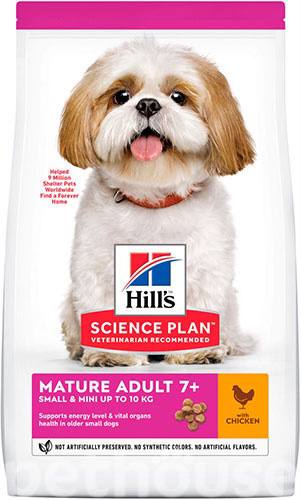 Helped
9 Million
Shelter Pets
Worldwide
Find a Forever
Home
Hill's
SCIENCE PLAN™
VETERINARIAN RECOMMENDED
MATURE ADULT 7+
SMALL & MINI UP TO 10 KG
Supports energy level & vital organs
health in older small dogs
with
CHICKEN
✓NOT ARTIFICIALLY PRESERVED. NO SYNTHETIC COLORS. NO ARTIFICIAL FLAVORS.